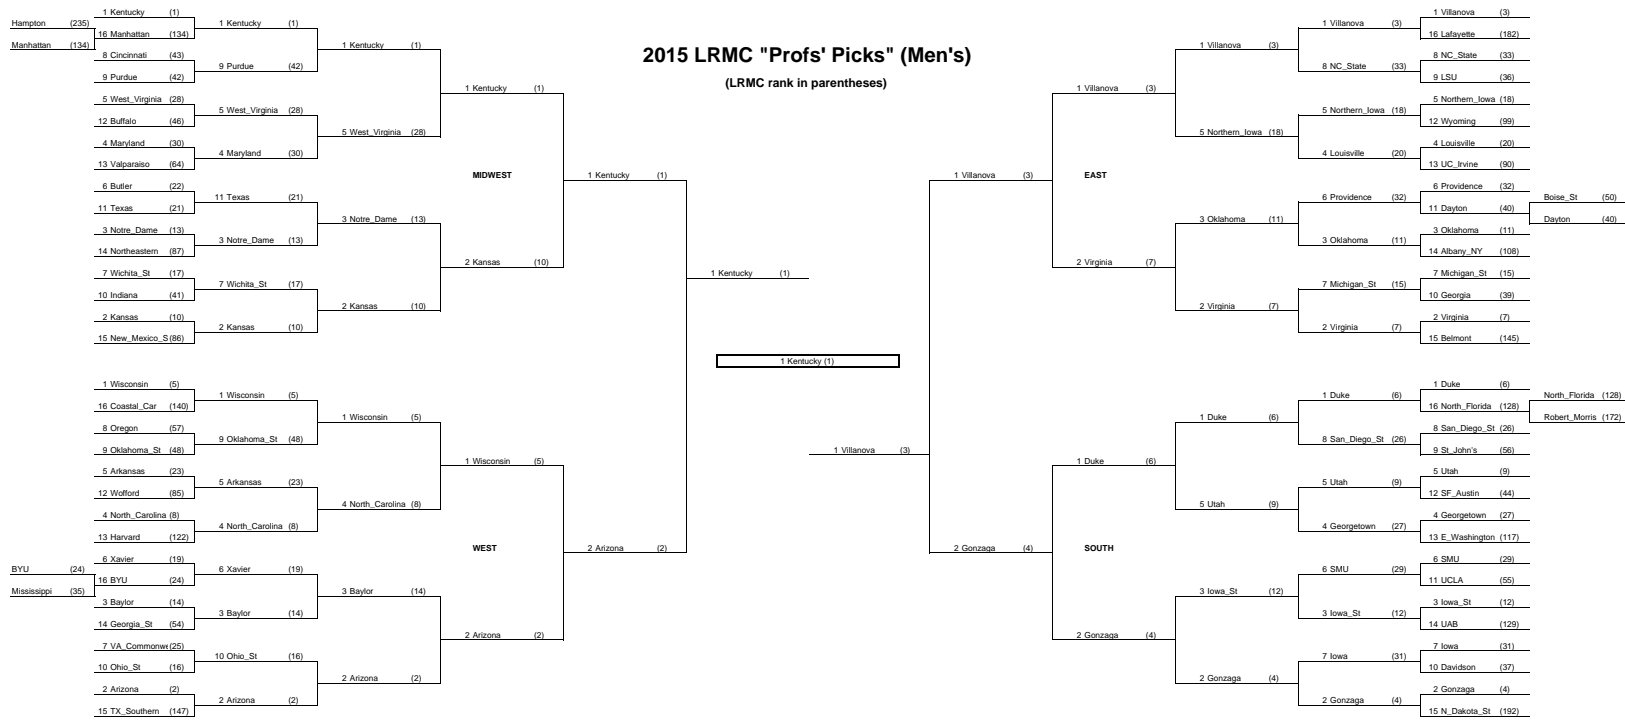 2015 LRMC "Profs' Picks" (Men's)
(LRMC rank in parentheses)
Hampton (235)
Manhattan (134)
1 Kentucky (1)
16 Manhattan (134)
8 Cincinnati (43)
9 Purdue (42)
5 West_Virginia (28)
12 Buffalo (46)
4 Maryland (30)
13 Valparaiso (64)
6 Butler (22)
11 Texas (21)
3 Notre_Dame (13)
14 Northeastern (87)
7 Wichita_St (17)
10 Indiana (41)
2 Kansas (10)
15 New_Mexico_S (86)
1 Kentucky (1)
9 Purdue (42)
5 West_Virginia (28)
4 Maryland (30)
11 Texas (21)
3 Notre_Dame (13)
7 Wichita_St (17)
2 Kansas (10)
1 Kentucky (1)
5 West_Virginia (28)
3 Notre_Dame (13)
2 Kansas (10)
1 Kentucky (1)
2 Kansas (10)
MIDWEST
1 Kentucky (1)
BYU (24)
Mississippi (35)
1 Wisconsin (5)
16 Coastal_Car (140)
8 Oregon (57)
9 Oklahoma_St (48)
5 Arkansas (23)
12 Wofford (85)
4 North_Carolina (8)
13 Harvard (122)
6 Xavier (19)
16 BYU (24)
3 Baylor (14)
14 Georgia_St (54)
7 VA_Commonwe (25)
10 Ohio_St (16)
2 Arizona (2)
15 TX_Southern (147)
1 Wisconsin (5)
9 Oklahoma_St (48)
5 Arkansas (23)
4 North_Carolina (8)
6 Xavier (19)
3 Baylor (14)
10 Ohio_St (16)
2 Arizona (2)
1 Wisconsin (5)
4 North_Carolina (8)
3 Baylor (14)
2 Arizona (2)
1 Wisconsin (5)
2 Arizona (2)
WEST
2 Arizona (2)
1 Kentucky (1)
1 Kentucky (1)
1 Villanova (3)
1 Villanova (3)
EAST
1 Villanova (3)
2 Virginia (7)
1 Villanova (3)
5 Northern_Iowa (18)
3 Oklahoma (11)
2 Virginia (7)
1 Villanova (3)
8 NC_State (33)
5 Northern_Iowa (18)
4 Louisville (20)
6 Providence (32)
3 Oklahoma (11)
7 Michigan_St (15)
2 Virginia (7)
1 Villanova (3)
16 Lafayette (182)
8 NC_State (33)
9 LSU (36)
5 Northern_Iowa (18)
12 Wyoming (99)
4 Louisville (20)
13 UC_Irvine (90)
6 Providence (32)
11 Dayton (40)
3 Oklahoma (11)
14 Albany_NY (108)
7 Michigan_St (15)
10 Georgia (39)
2 Virginia (7)
15 Belmont (145)
Boise_St (50)
Dayton (40)
2 Gonzaga (4)
SOUTH
1 Duke (6)
2 Gonzaga (4)
1 Duke (6)
5 Utah (9)
3 Iowa_St (12)
2 Gonzaga (4)
1 Duke (6)
8 San_Diego_St (26)
5 Utah (9)
4 Georgetown (27)
6 SMU (29)
3 Iowa_St (12)
7 Iowa (31)
2 Gonzaga (4)
1 Duke (6)
16 North_Florida (128)
8 San_Diego_St (26)
9 St_John's (56)
5 Utah (9)
12 SF_Austin (44)
4 Georgetown (27)
13 E_Washington (117)
6 SMU (29)
11 UCLA (55)
3 Iowa_St (12)
14 UAB (129)
7 Iowa (31)
10 Davidson (37)
2 Gonzaga (4)
15 N_Dakota_St (192)
North_Florida (128)
Robert_Morris (172)